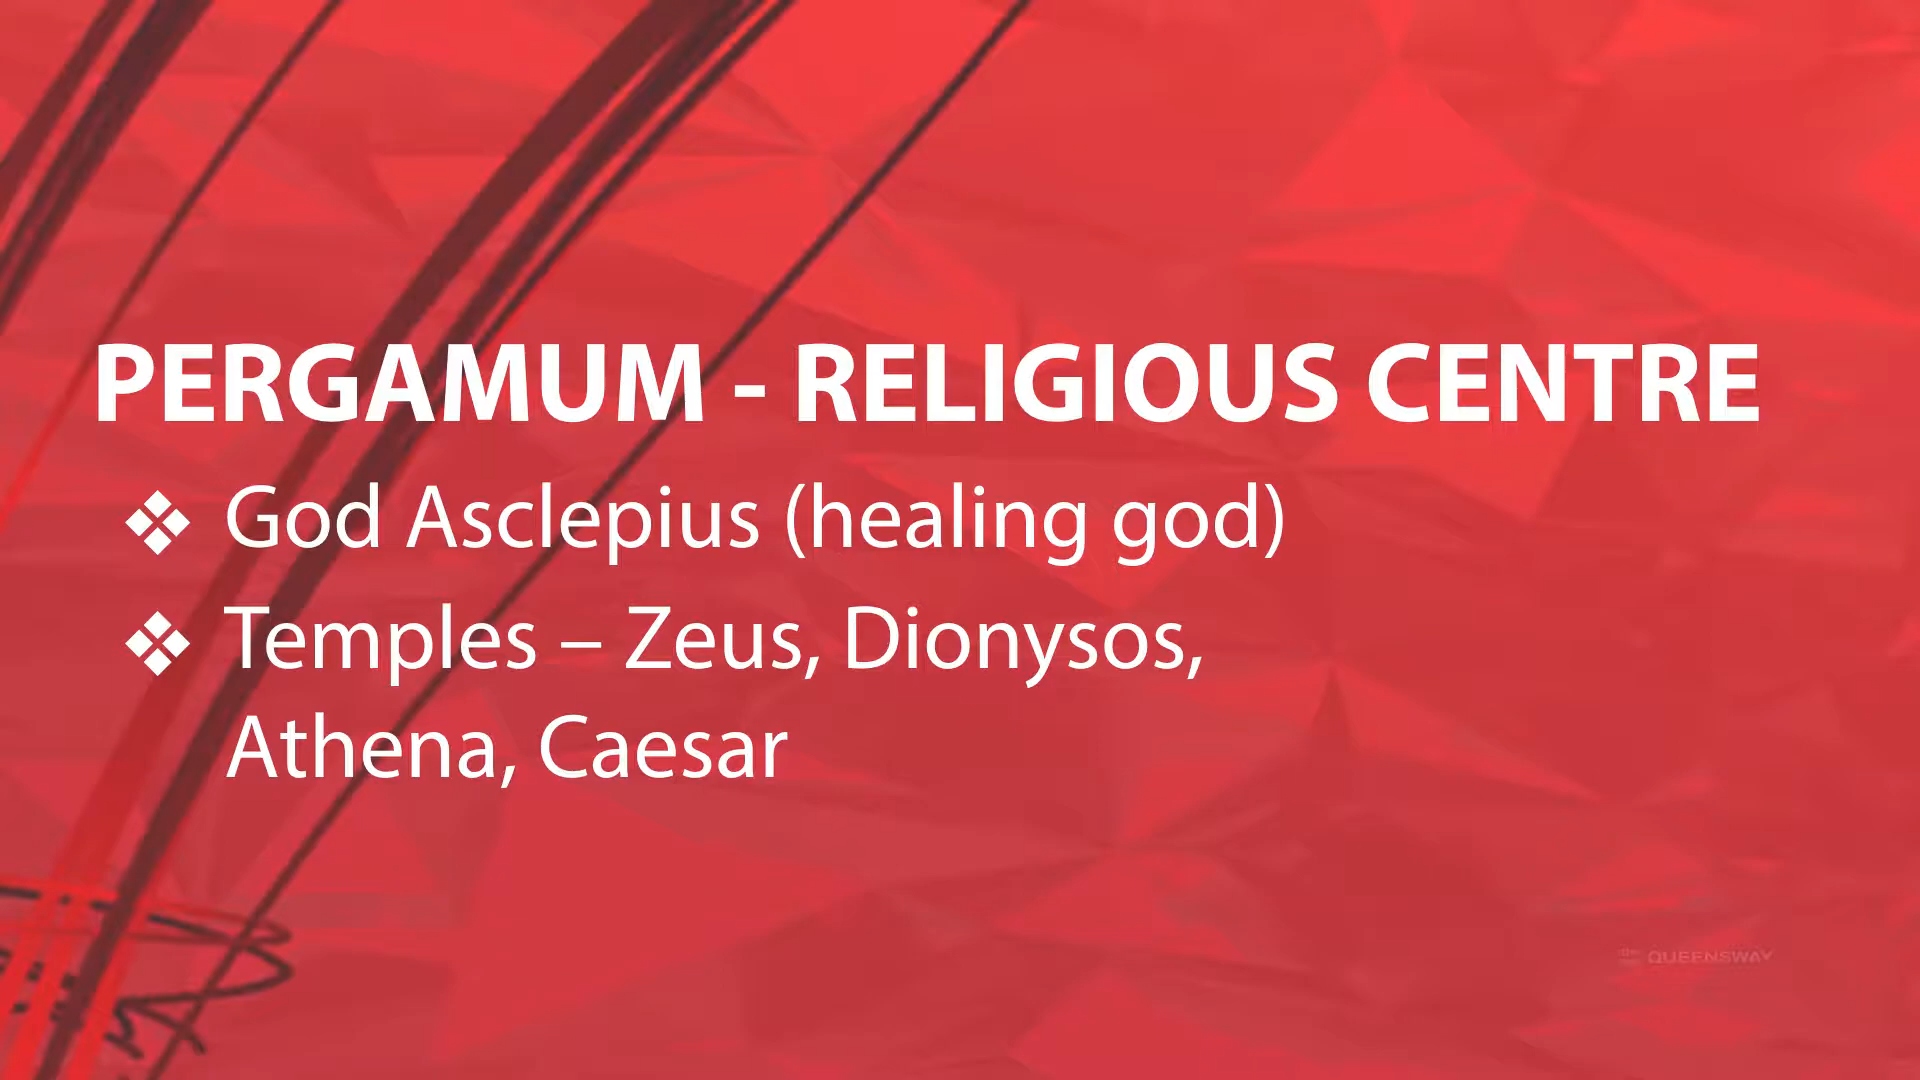 PERGAMUM - RELIGIOUS CENTRE
❖ God Asclepius (healing god)
❖ Temples – Zeus, Dionysos,
Athena, Caesar
QUEENSWAY